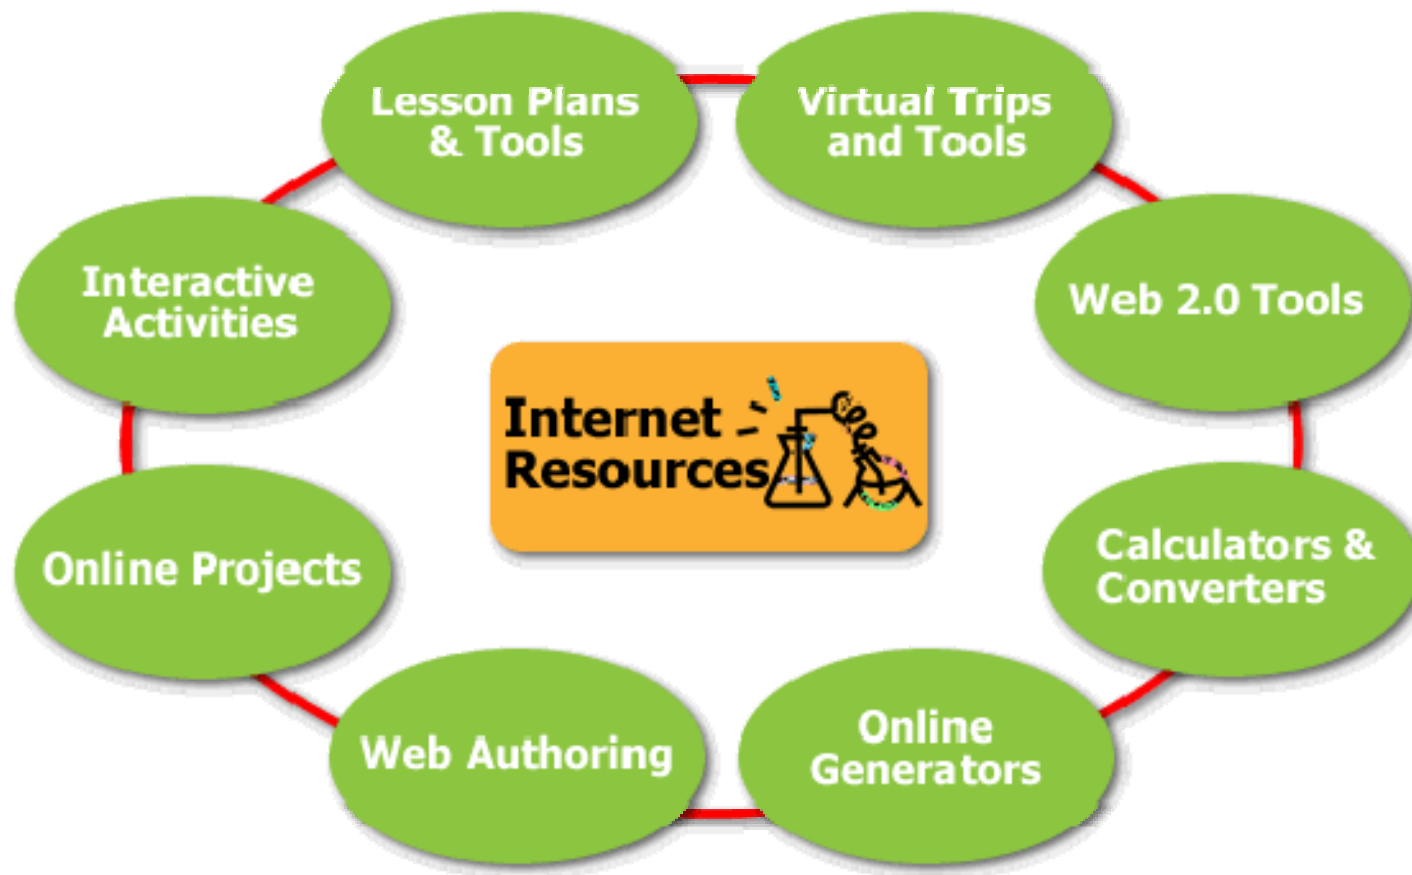 Lesson Plans
& Tools
Virtual Trips
and Tools
Interactive
Activities
Web 2.0 Tools
Internet
Resources
Online Projects
Calculators &
Converters
Web Authoring
Online
Generators